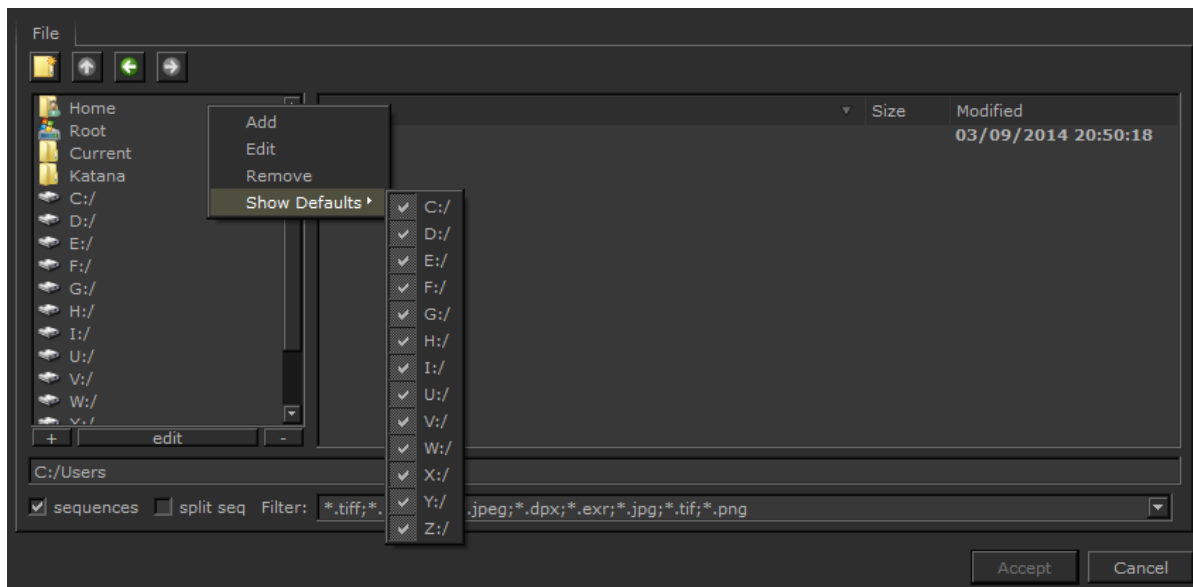 File
Home
Root
Current
Katana
C:/
D:/
E:/
F:/
G:/
H:/
I:/
U:/
V:/
W:/
+ edit -
Add
Edit
Remove
Show Defaults
C:/
D:/
E:/
F:/
G:/
H:/
I:/
U:/
V:/
W:/
X:/
Y:/
Z:/
Size Modified
03/09/2014 20:50:18
C:/Users
sequences split seq Filter: *.tiff;*. .jpeg;*.dpx;*.exr;*.jpg;*.tif;*.png
Accept Cancel